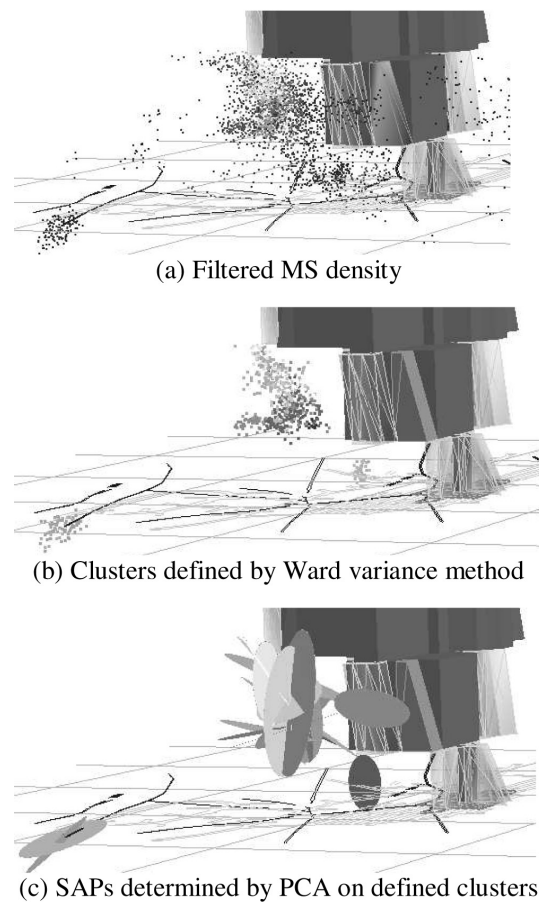 (a) Filtered MS density
(b) Clusters defined by Ward variance method
(c) SAPs determined by PCA on defined clusters